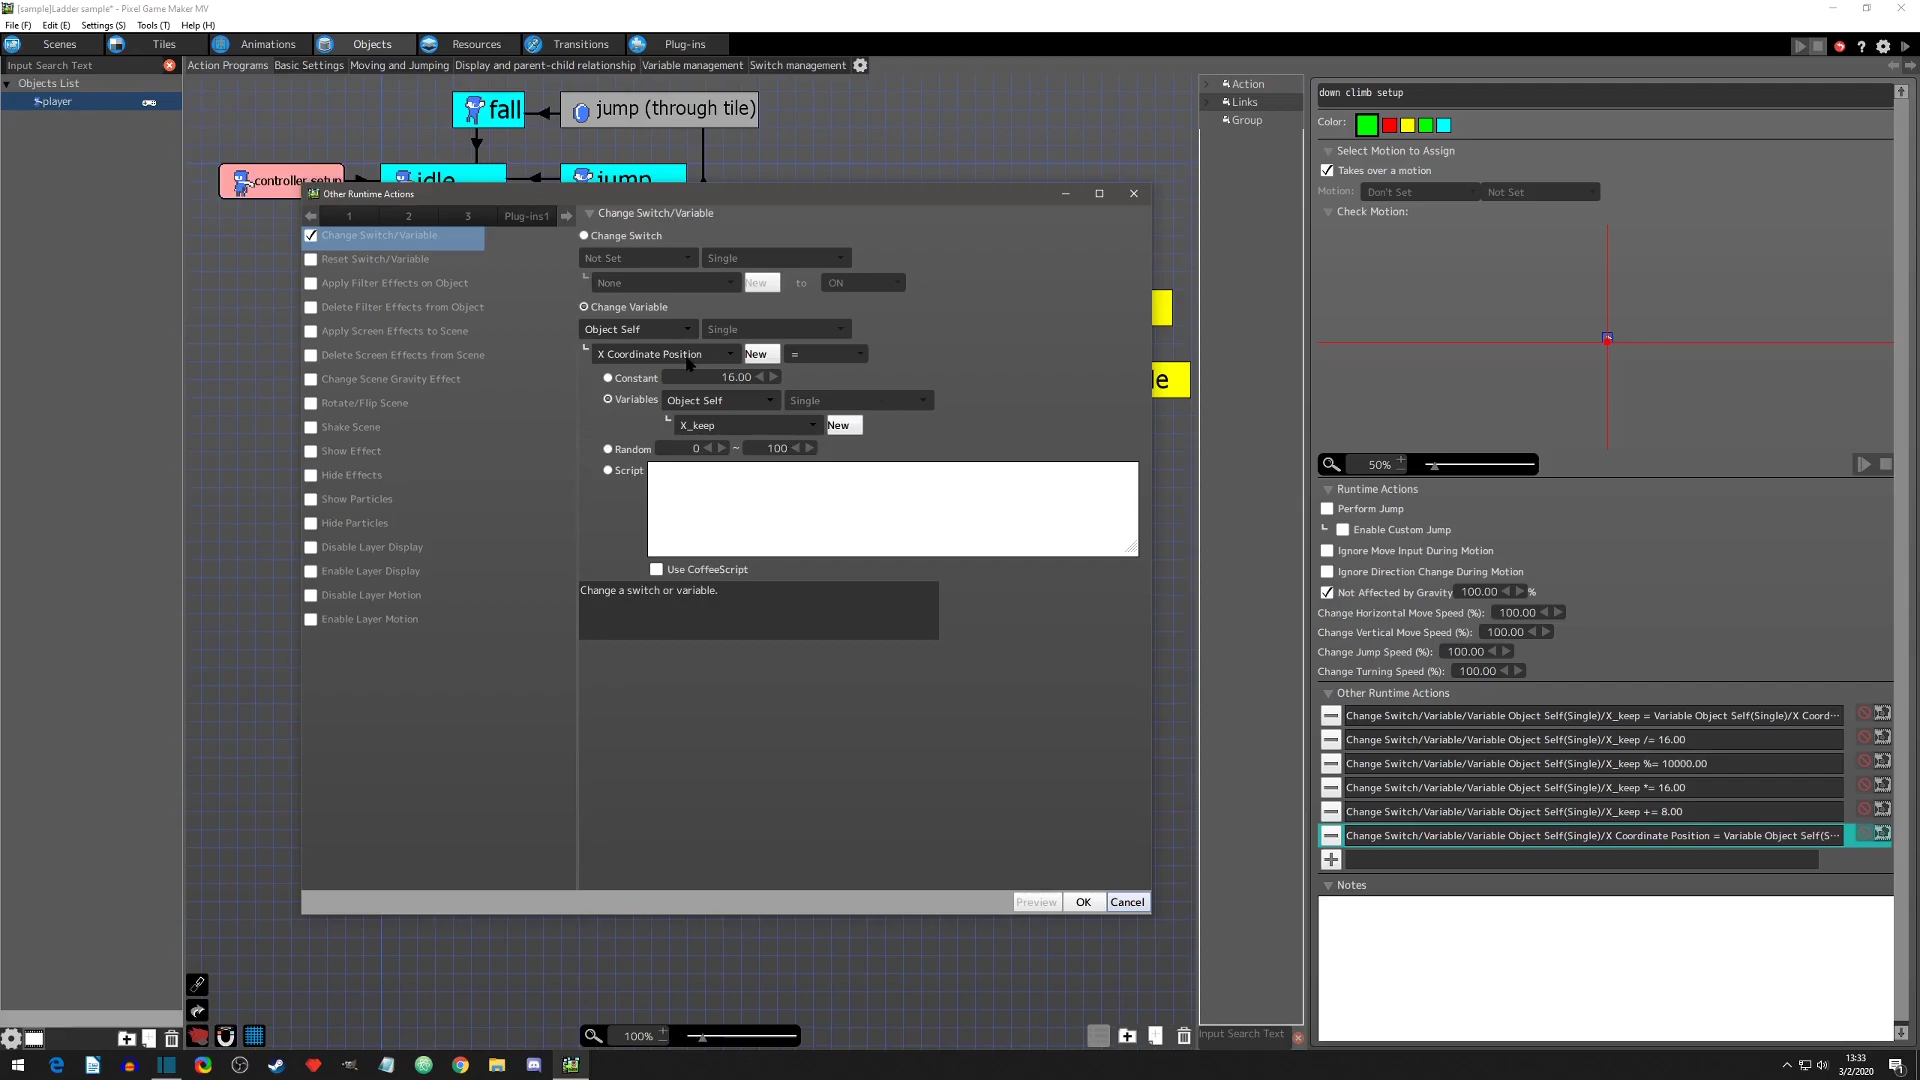 [sample]Ladder sample* - Pixel Game Maker MV
File (F) Edit (E) Settings (S) Tools (T) Help (H)
Scenes Tiles Animations Objects Resources Transitions Plug-ins
Input Search Text
Action Programs Basic Settings Moving and Jumping Display and parent-child relationship Variable management Switch management
Objects List
player
fall
jump (through tile)
controller setup
idle
jump
Other Runtime Actions
1 2 3 Plug-ins1
Change Switch/Variable
Reset Switch/Variable
Apply Filter Effects on Object
Delete Filter Effects from Object
Apply Screen Effects to Scene
Delete Screen Effects from Scene
Change Scene Gravity Effect
Rotate/Flip Scene
Shake Scene
Show Effect
Hide Effects
Show Particles
Hide Particles
Disable Layer Display
Enable Layer Display
Disable Layer Motion
Enable Layer Motion
Change Switch/Variable
Change Switch
Not Set Single
None New to ON
Change Variable
Object Self Single
X Coordinate Position New =
Constant 16.00
Variables Object Self Single
X_keep New
Random 0 ~ 100
Script
Use CoffeeScript
Change a switch or variable.
Preview OK Cancel
le
100%
Action
Links
Group
Input Search Text
down climb setup
Color:
Select Motion to Assign
Takes over a motion
Motion: Don't Set Not Set
Check Motion:
50%
Runtime Actions
Perform Jump
Enable Custom Jump
Ignore Move Input During Motion
Ignore Direction Change During Motion
Not Affected by Gravity 100.00 %
Change Horizontal Move Speed (%): 100.00
Change Vertical Move Speed (%): 100.00
Change Jump Speed (%): 100.00
Change Turning Speed (%): 100.00
Other Runtime Actions
Change Switch/Variable/Variable Object Self(Single)/X_keep = Variable Object Self(Single)/X Coord···
Change Switch/Variable/Variable Object Self(Single)/X_keep /= 16.00
Change Switch/Variable/Variable Object Self(Single)/X_keep %= 10000.00
Change Switch/Variable/Variable Object Self(Single)/X_keep *= 16.00
Change Switch/Variable/Variable Object Self(Single)/X_keep += 8.00
Change Switch/Variable/Variable Object Self(Single)/X Coordinate Position = Variable Object Self(S···
Notes
13:33
3/2/2020